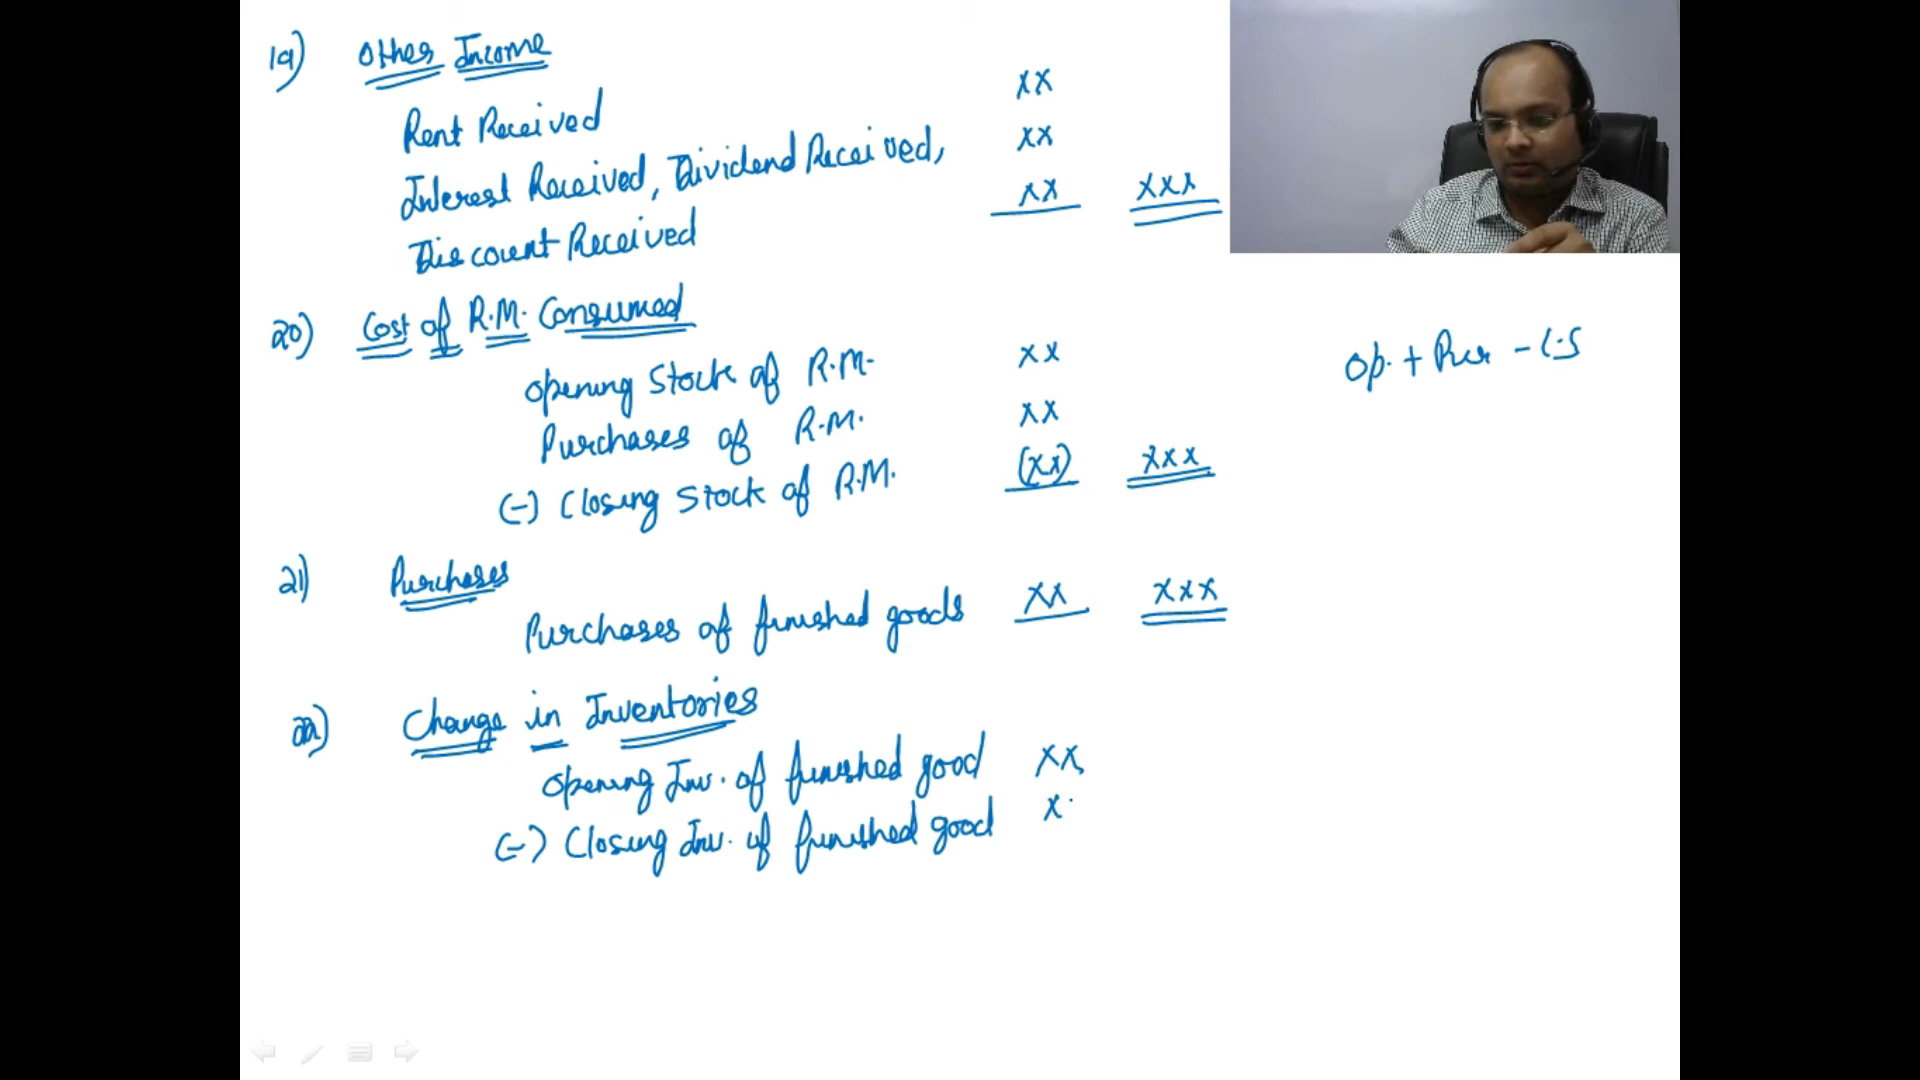 19) Other Income
Rent Received xx
Interest Received, Dividend Received, xx
Discount Received xx xxx
20) Cost of R.M. Consumed
Opening Stock of R.M. xx
Op. + Pur - C.S
Purchases of R.M. xx
(-) Closing Stock of R.M. (xx) xxx
21) Purchases
Purchases of finished goods xx xxx
22) Change in Inventories
Opening Inv. of finished good xx
(-) Closing Inv. of finished good x